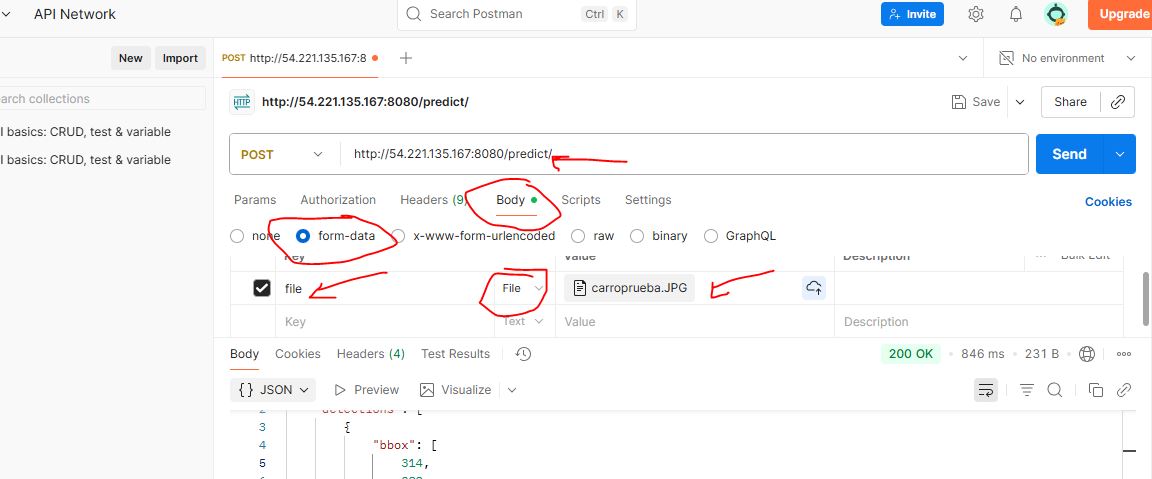 API Network
Search Postman
Ctrl K
Invite
Upgrade
New Import
POST http://54.221.135.167:8
No environment
arch collections
HTTP http://54.221.135.167:8080/predict/
Save
Share
I basics: CRUD, test & variable
POST http://54.221.135.167:8080/predict/
Send
I basics: CRUD, test & variable
Params Authorization Headers (9) Body Scripts Settings
Cookies
none form-data x-www-form-urlencoded raw binary GraphQL
Key Value Description Bulk Edit
file File carroprueba.JPG
Key Text Value Description
Body Cookies Headers (4) Test Results
200 OK 846 ms 231 B
{} JSON Preview Visualize
2 "detections": [
3 {
4 "bbox": [
5 314,